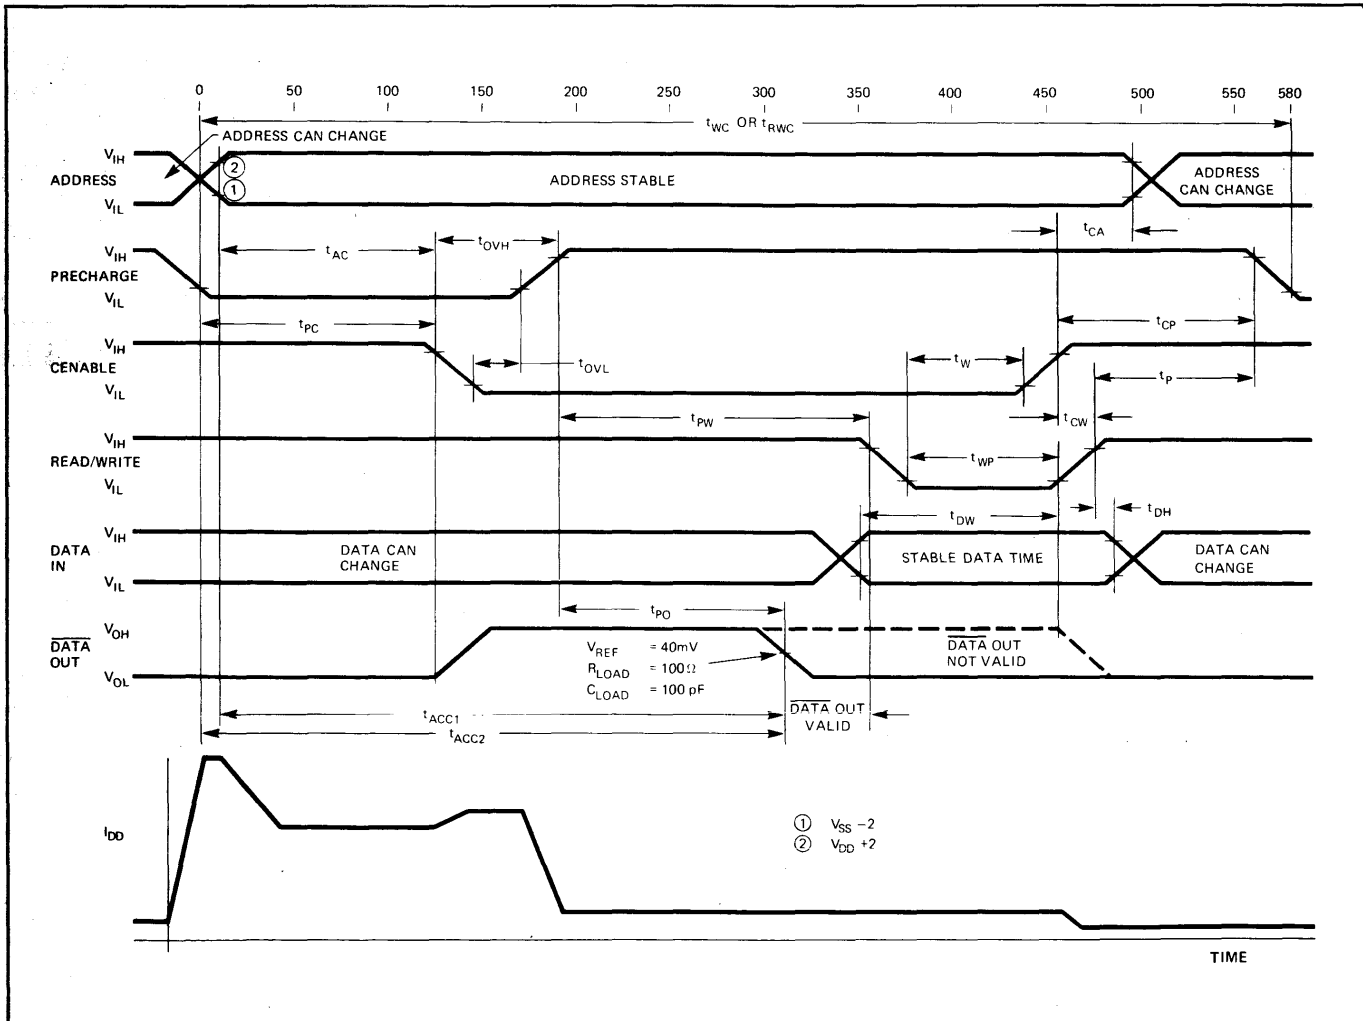 0 50 100 150 200 250 300 350 400 450 500 550 580
tWC OR tRWC
ADDRESS CAN CHANGE
VIH
ADDRESS
VIL
②
①
ADDRESS STABLE
ADDRESS
CAN CHANGE
tCA
VIH
PRECHARGE
VIL
tAC
tOVH
tPC
tCP
VIH
CENABLE
VIL
tOVL
tW
tP
tPW
tCW
VIH
READ/WRITE
VIL
tWP
tDW
tDH
VIH
DATA
IN
VIL
DATA CAN
CHANGE
STABLE DATA TIME
DATA CAN
CHANGE
tPO
VOH
DATA
OUT
VOL
VREF = 40mV
RLOAD = 100Ω
CLOAD = 100 pF
DATA OUT
NOT VALID
DATA OUT
VALID
tACC1
tACC2
IDD
① VSS -2
② VDD +2
TIME